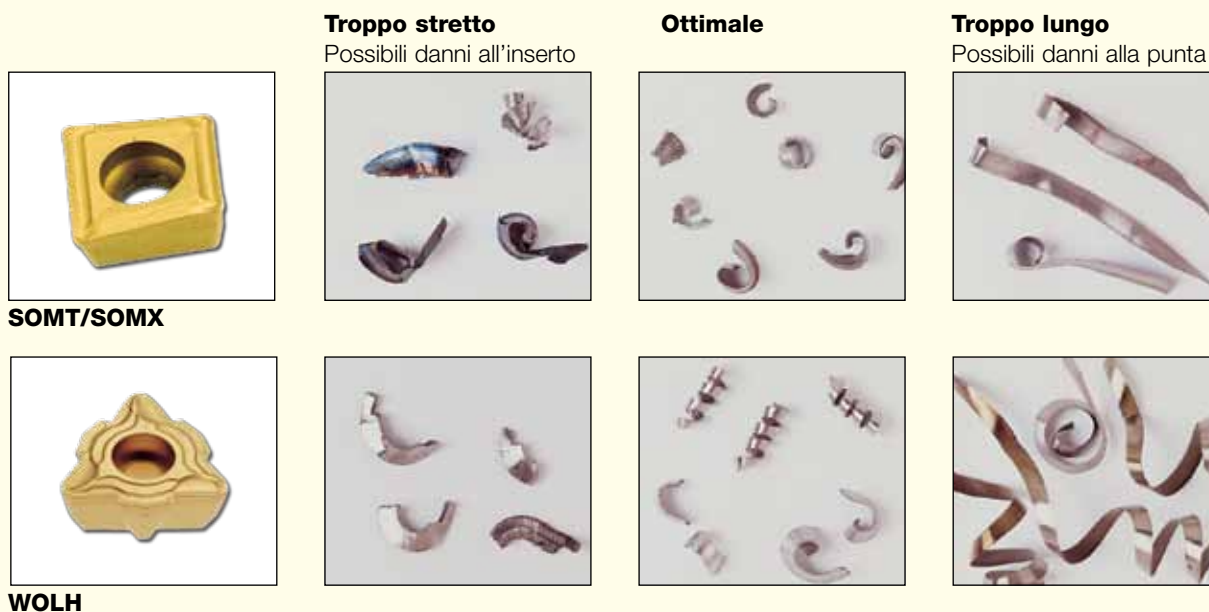 Troppo stretto
Possibili danni all'inserto
Ottimale
Troppo lungo
Possibili danni alla punta
SOMT/SOMX
WOLH